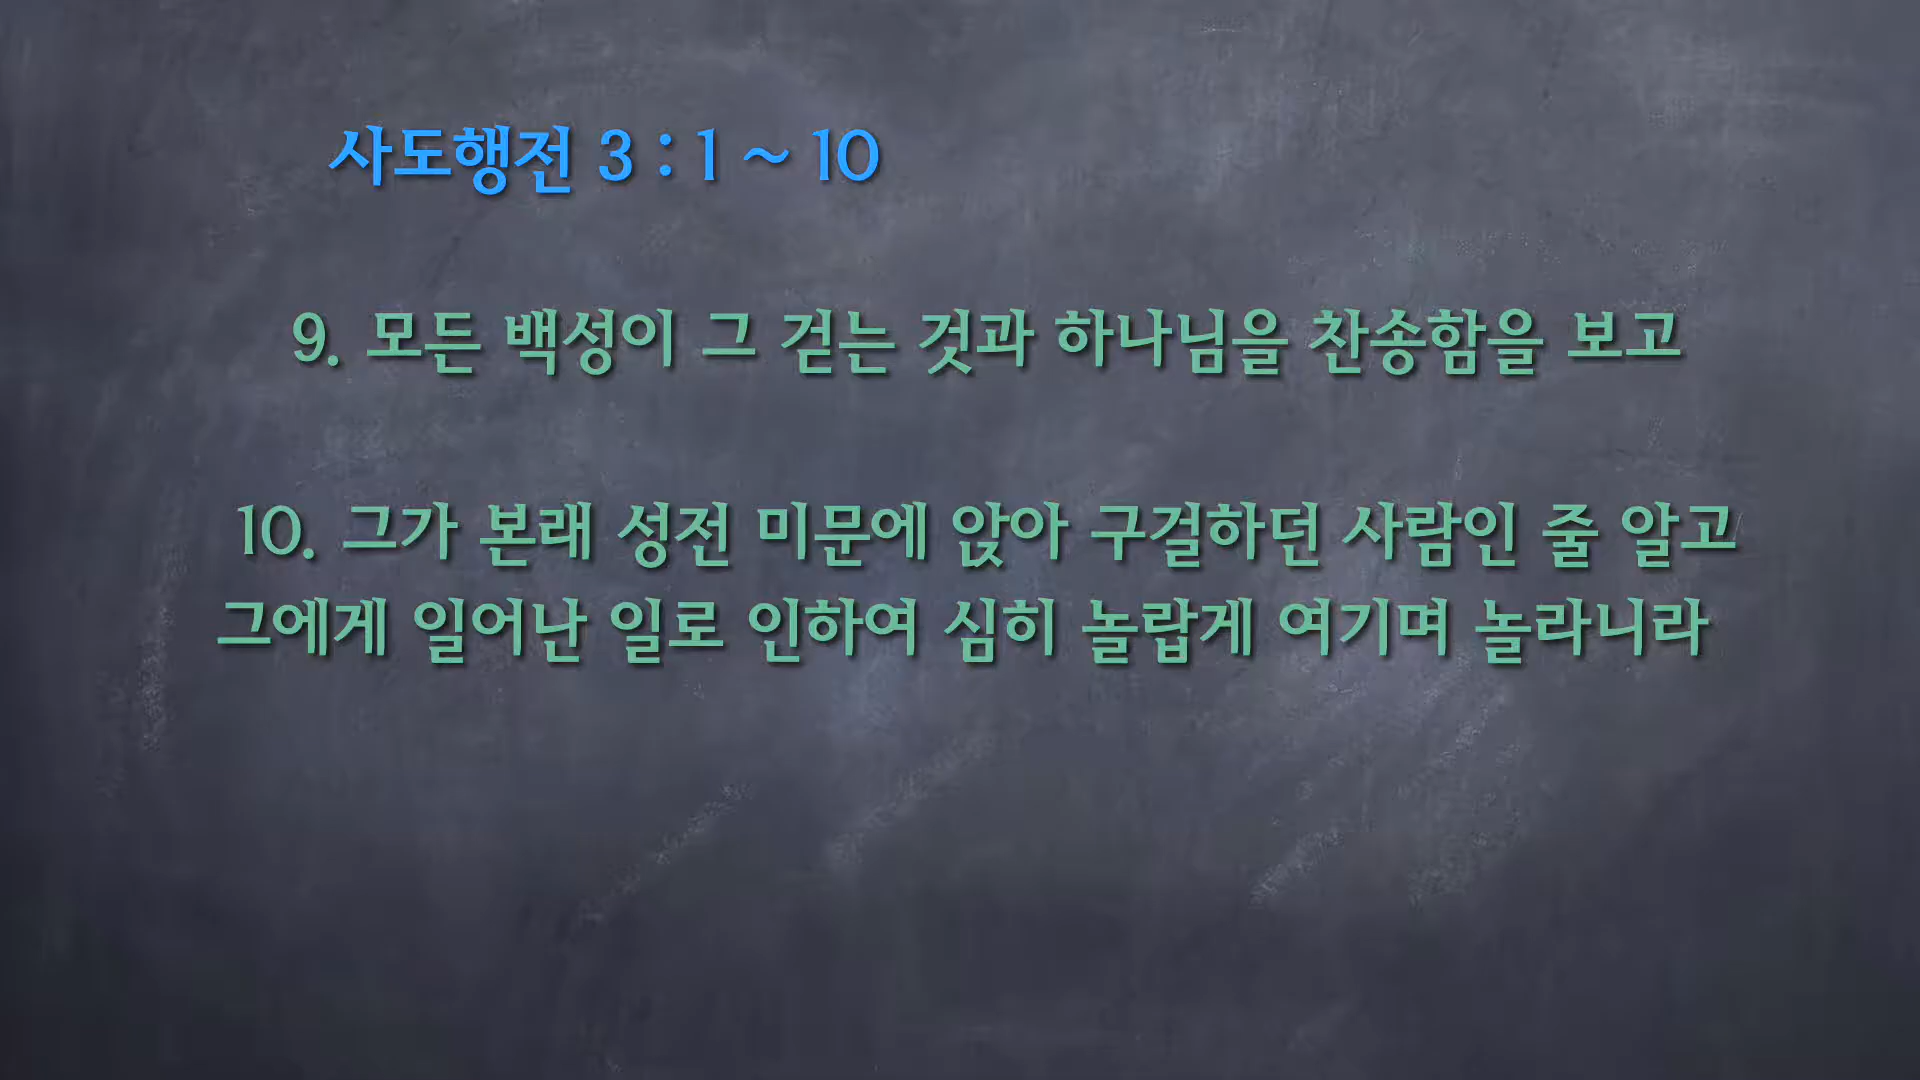 사도행전 3 : 1 ~ 10
9. 모든 백성이 그 걷는 것과 하나님을 찬송함을 보고
10. 그가 본래 성전 미문에 앉아 구걸하던 사람인 줄 알고
그에게 일어난 일로 인하여 심히 놀랍게 여기며 놀라니라